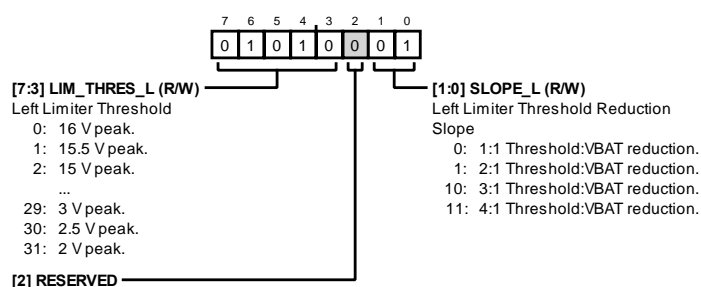 7 6 5 4 3 2 1 0
0 1 0 1 0 0 0 1
[7:3] LIM_THRES_L (R/W)
Left Limiter Threshold
0: 16 V peak.
1: 15.5 V peak.
2: 15 V peak.
...
29: 3 V peak.
30: 2.5 V peak.
31: 2 V peak.
[2] RESERVED
[1:0] SLOPE_L (R/W)
Left Limiter Threshold Reduction
Slope
0: 1:1 Threshold:VBAT reduction.
1: 2:1 Threshold:VBAT reduction.
10: 3:1 Threshold:VBAT reduction.
11: 4:1 Threshold:VBAT reduction.